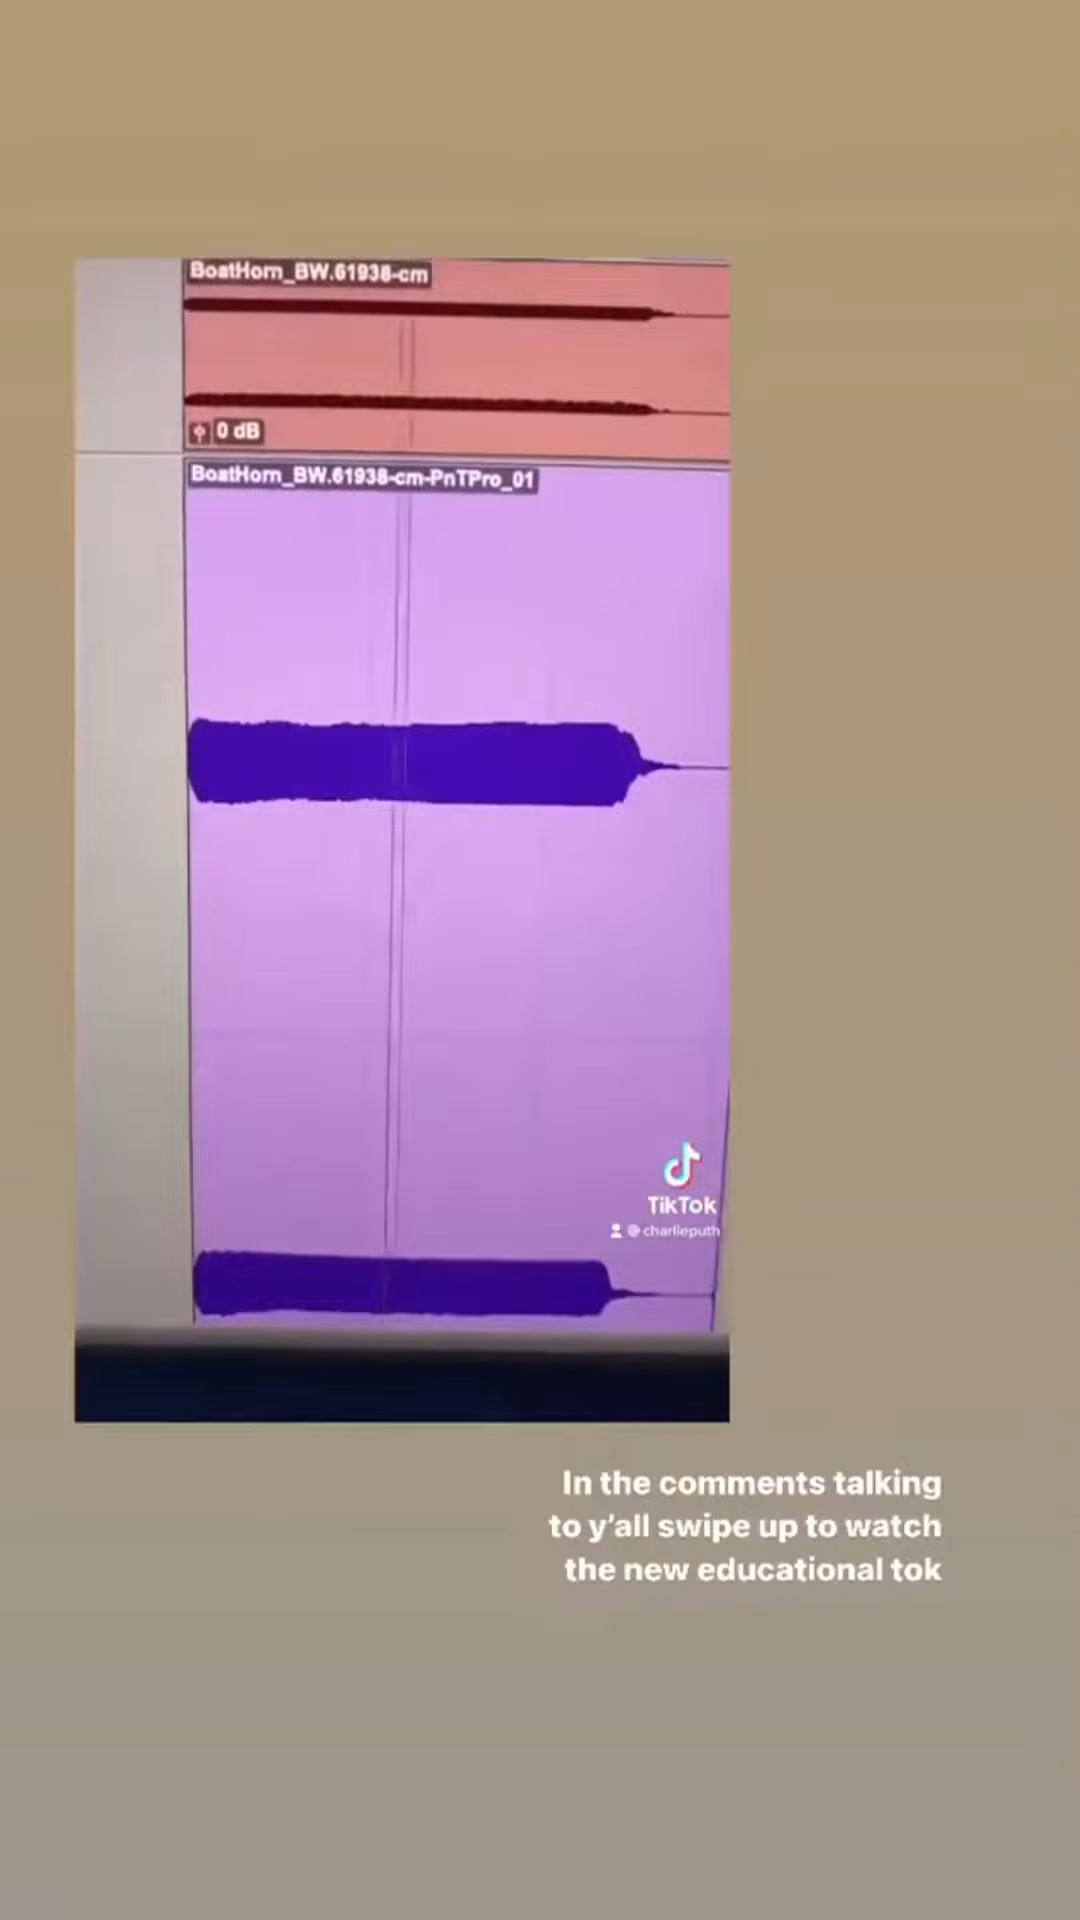 BoatHorn_BW.61938-cm
0 dB
BoatHorn_BW.61938-cm-PnTPro_01
TikTok
@charlieputh
In the comments talking
to y’all swipe up to watch
the new educational tok